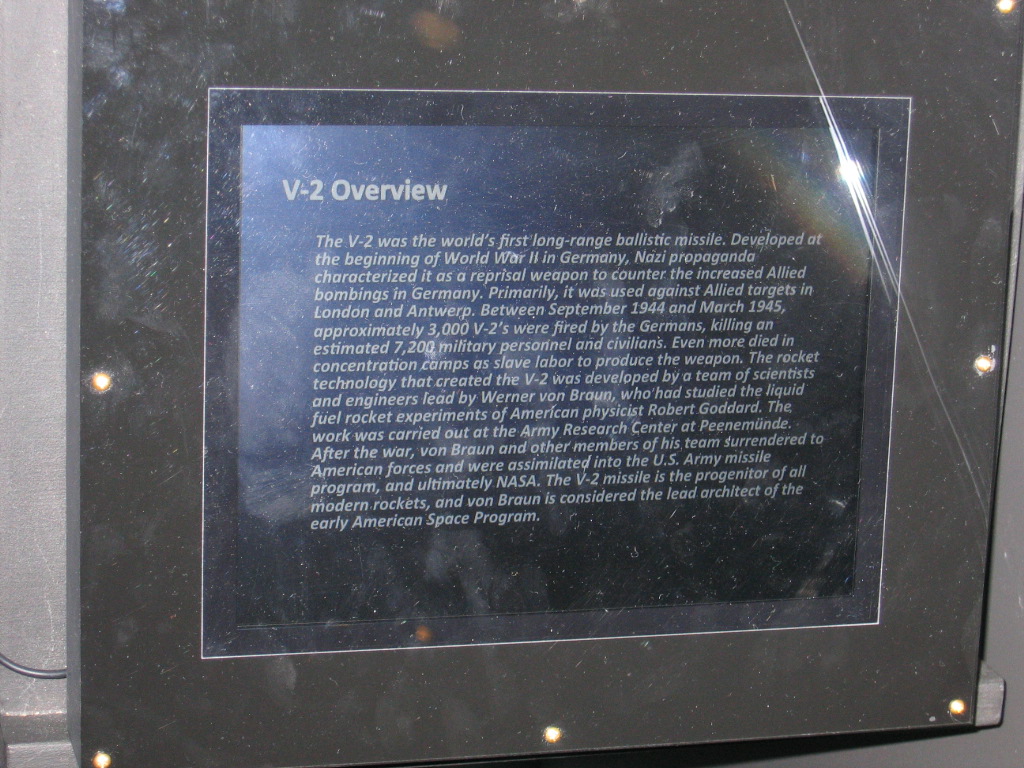 V-2 Overview
The V-2 was the world's first long-range ballistic missile. Developed at
the beginning of World War II in Germany, Nazi propaganda
characterized it as a reprisal weapon to counter the increased Allied
bombings in Germany. Primarily, it was used against Allied targets in
London and Antwerp. Between September 1944 and March 1945,
approximately 3,000 V-2's were fired by the Germans, killing an
estimated 7,200 military personnel and civilians. Even more died in
concentration camps as slave labor to produce the weapon. The rocket
technology that created the V-2 was developed by a team of scientists
and engineers lead by Werner von Braun, who had studied the liquid
fuel rocket experiments of American physicist Robert Goddard. The
work was carried out at the Army Research Center at Peenemünde.
After the war, von Braun and other members of his team surrendered to
American forces and were assimilated into the U.S. Army missile
program, and ultimately NASA. The V-2 missile is the progenitor of all
modern rockets, and von Braun is considered the lead architect of the
early American Space Program.